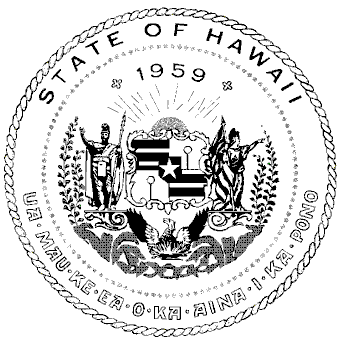 STATE OF HAWAII
1959
UA·MAU·KE·EA·O·KA·AINA·I·KA·PONO